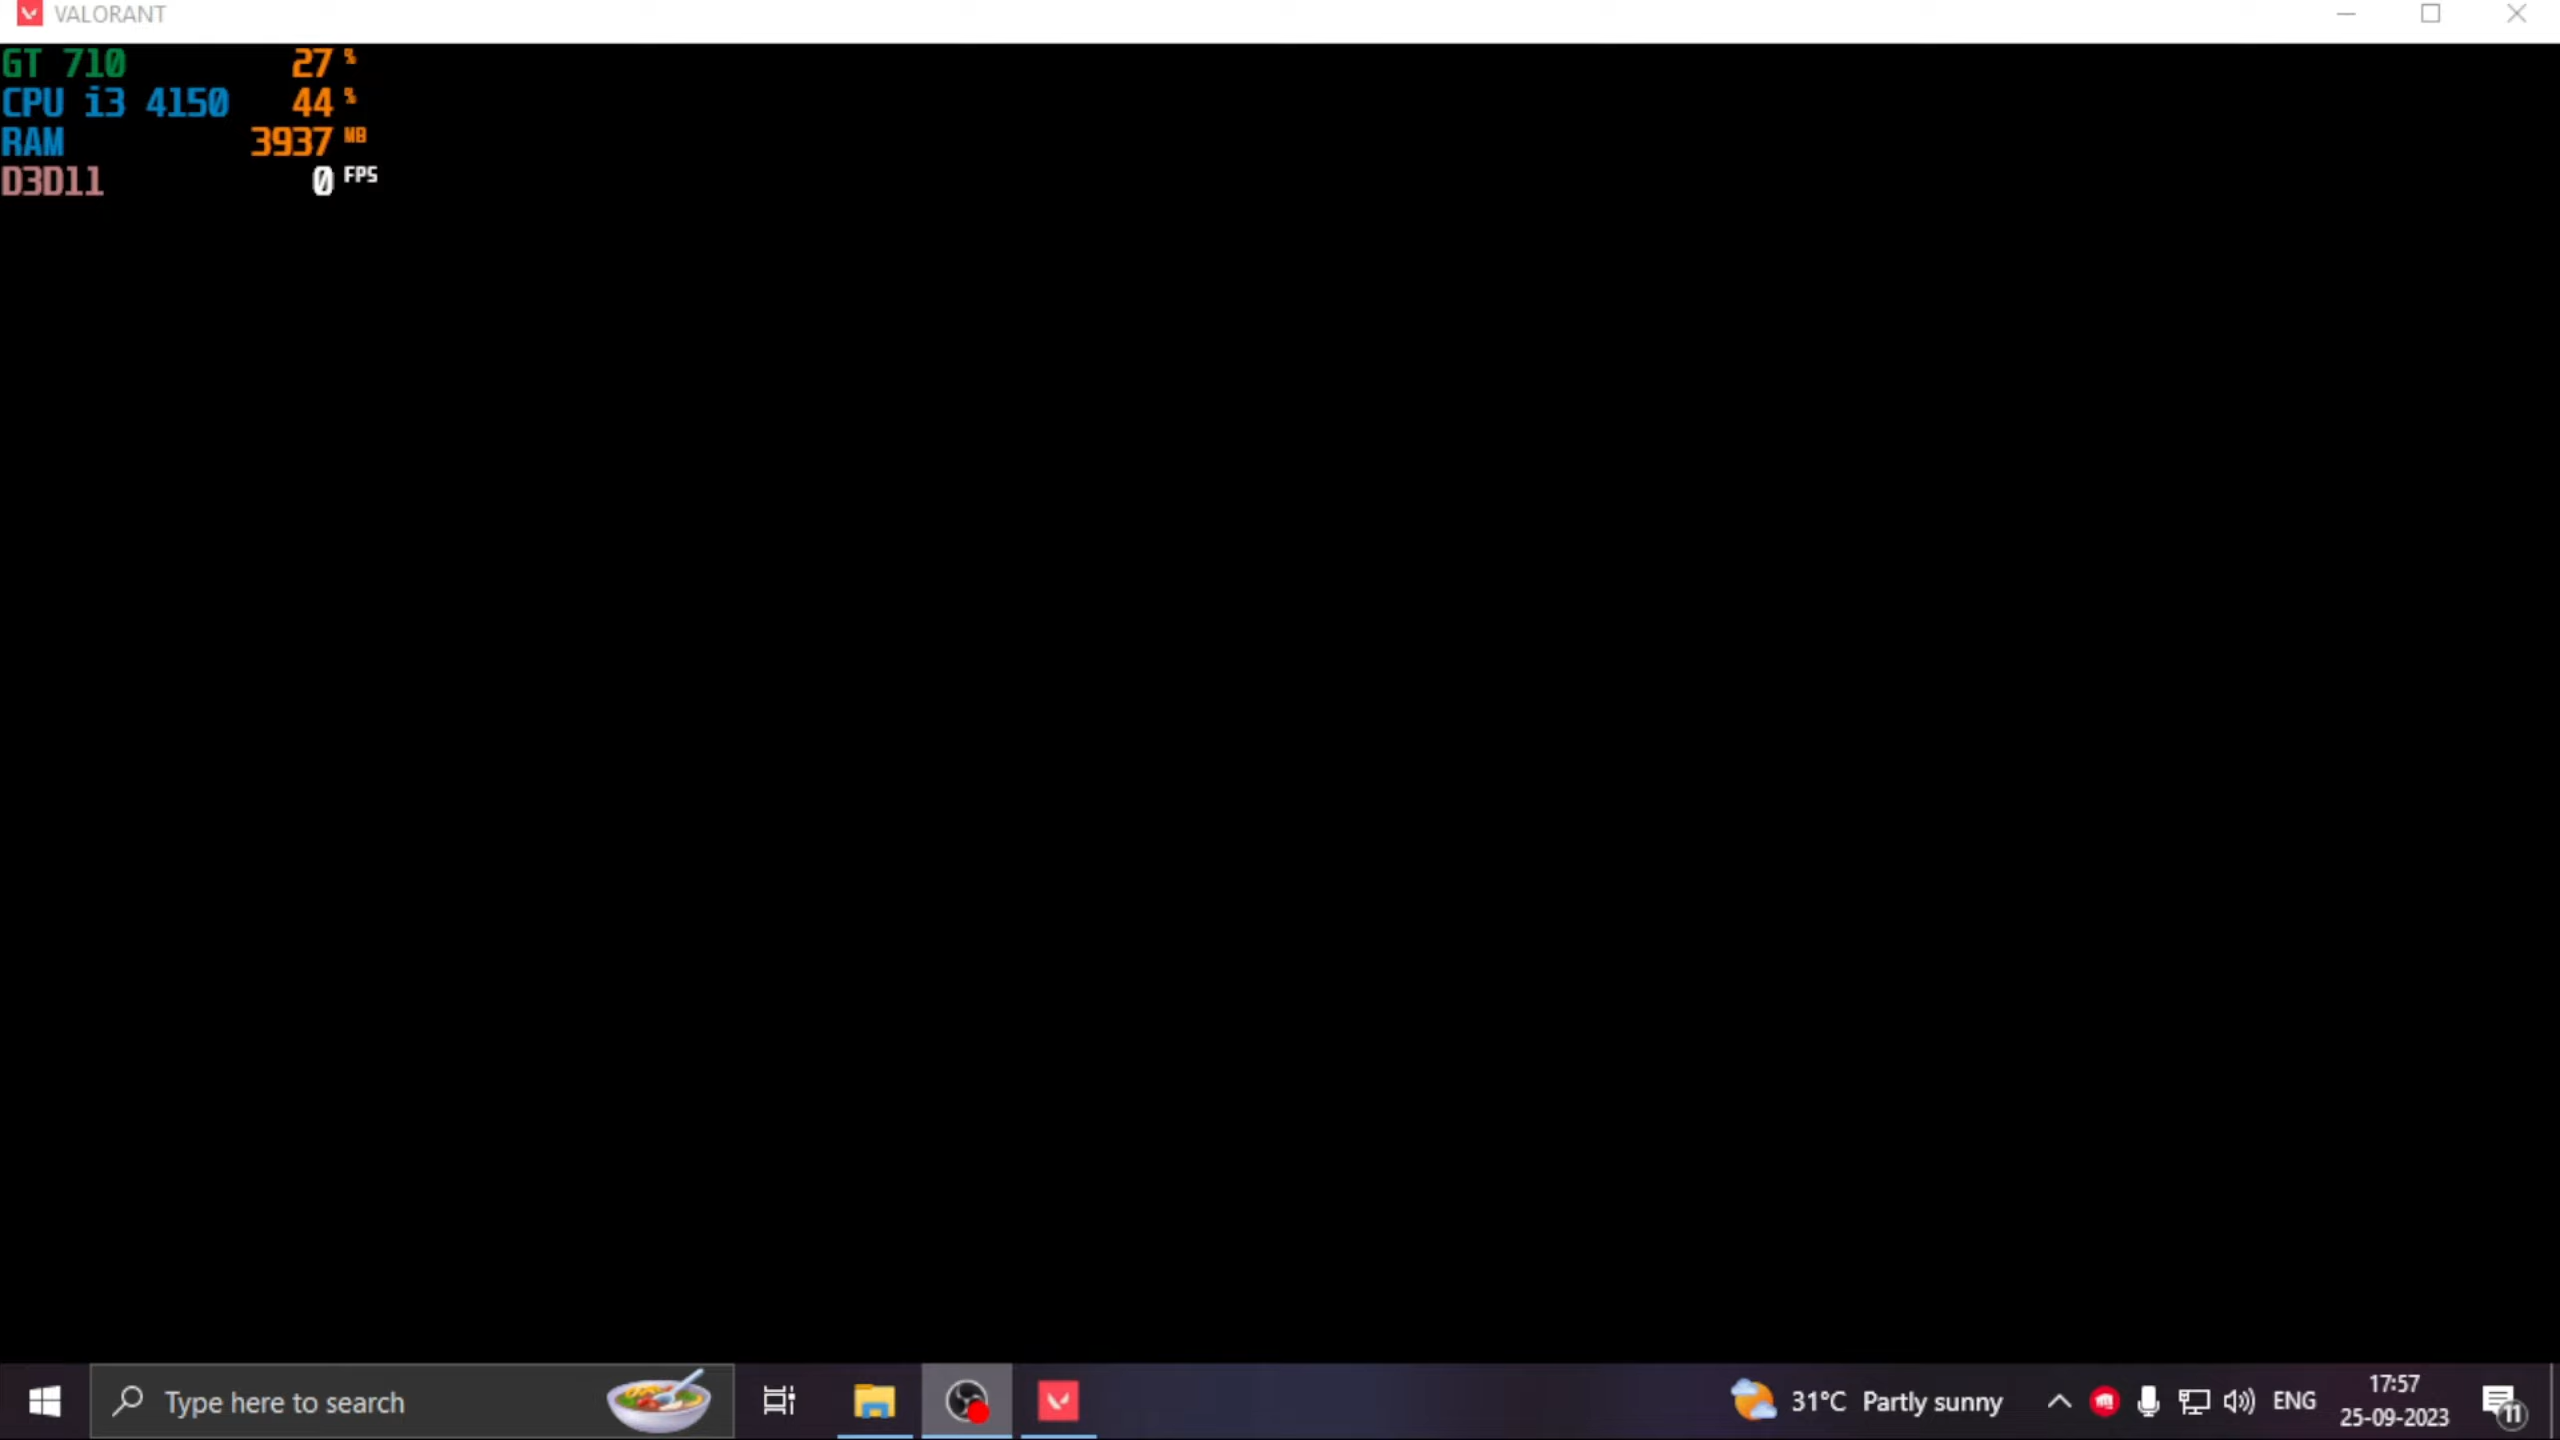 VALORANT
GT 710 27 %
CPU i3 4150 44 %
RAM 3937 MB
D3D11 0 FPS
Type here to search
31°C Partly sunny
ENG
17:57
25-09-2023
11